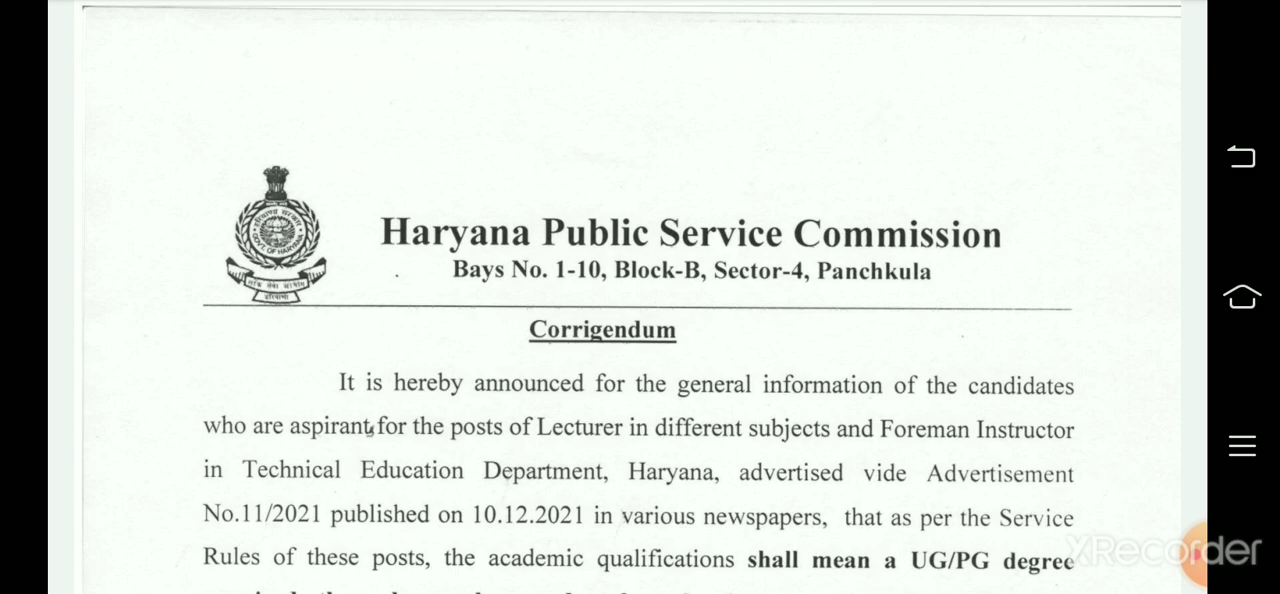 Haryana Public Service Commission
Bays No. 1-10, Block-B, Sector-4, Panchkula
Corrigendum
It is hereby announced for the general information of the candidates
who are aspirant, for the posts of Lecturer in different subjects and Foreman Instructor
in Technical Education Department, Haryana, advertised vide Advertisement
No.11/2021 published on 10.12.2021 in various newspapers, that as per the Service
Rules of these posts, the academic qualifications shall mean a UG/PG degree
XRecorder